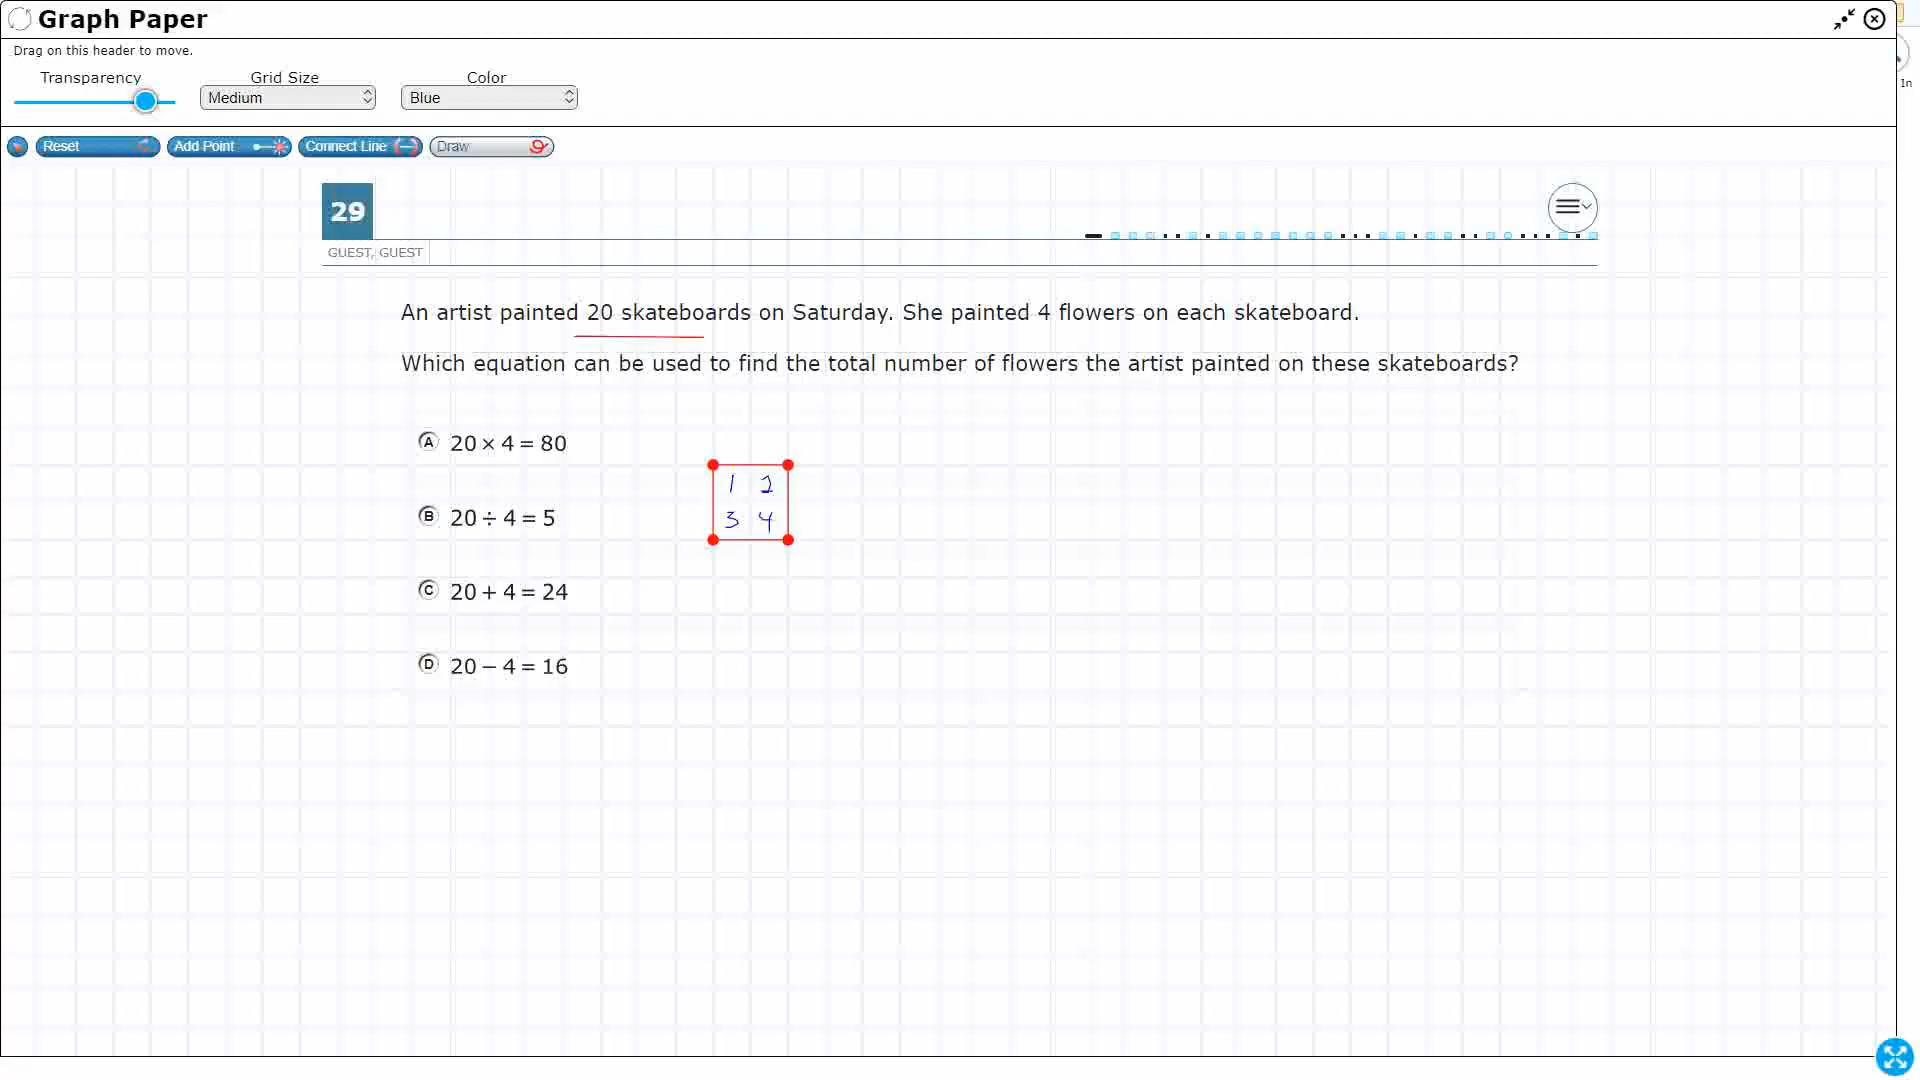 Graph Paper
Drag on this header to move.
Transparency Grid Size Color
Medium Blue
Reset Add Point Connect Line Draw
29
GUEST, GUEST
An artist painted 20 skateboards on Saturday. She painted 4 flowers on each skateboard.
Which equation can be used to find the total number of flowers the artist painted on these skateboards?
A 20 × 4 = 80
B 20 ÷ 4 = 5
C 20 + 4 = 24
D 20 − 4 = 16
1 2
3 4